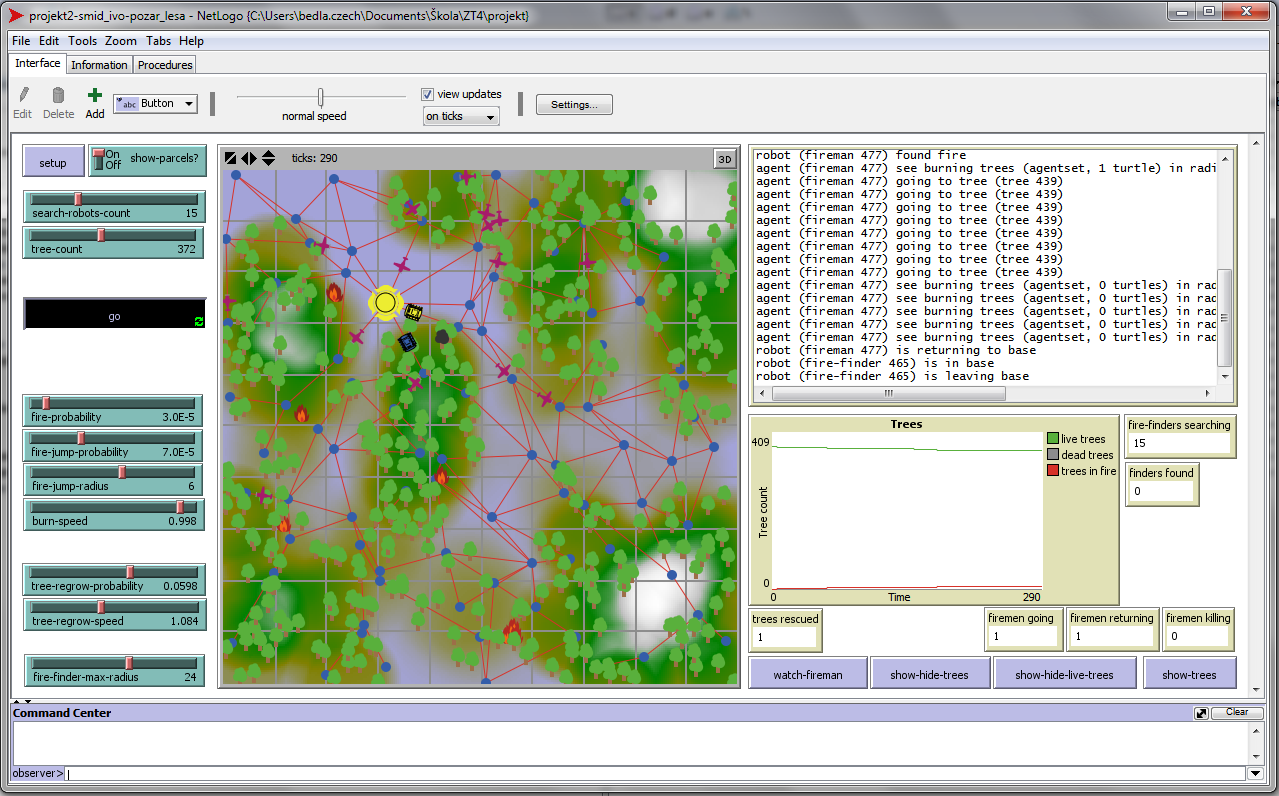 projekt2-smid_ivo-pozar_lesa - NetLogo {C:\Users\bedla.czech\Documents\Škola\ZT4\projekt}
File Edit Tools Zoom Tabs Help
Interface Information Procedures
Edit Delete Add abc Button normal speed view updates on ticks Settings...
setup On Off show-parcels?
search-robots-count 15
tree-count 372
go
fire-probability 3.0E-5
fire-jump-probability 7.0E-5
fire-jump-radius 6
burn-speed 0.998
tree-regrow-probability 0.0598
tree-regrow-speed 1.084
fire-finder-max-radius 24
ticks: 290 3D
robot (fireman 477) found fire
agent (fireman 477) see burning trees (agentset, 1 turtle) in radi
agent (fireman 477) going to tree (tree 439)
agent (fireman 477) going to tree (tree 439)
agent (fireman 477) going to tree (tree 439)
agent (fireman 477) going to tree (tree 439)
agent (fireman 477) going to tree (tree 439)
agent (fireman 477) going to tree (tree 439)
agent (fireman 477) going to tree (tree 439)
agent (fireman 477) going to tree (tree 439)
agent (fireman 477) see burning trees (agentset, 0 turtles) in rad
agent (fireman 477) see burning trees (agentset, 0 turtles) in rad
agent (fireman 477) see burning trees (agentset, 0 turtles) in rad
agent (fireman 477) see burning trees (agentset, 0 turtles) in rad
agent (fireman 477) see burning trees (agentset, 0 turtles) in rad
robot (fireman 477) is returning to base
robot (fire-finder 465) is in base
robot (fire-finder 465) is leaving base
Trees
409
Tree count
0
0 Time 290
live trees
dead trees
trees in fire
fire-finders searching
15
finders found
0
trees rescued
1
firemen going
1
firemen returning
1
firemen killing
0
watch-fireman show-hide-trees show-hide-live-trees show-trees
Command Center Clear
observer>